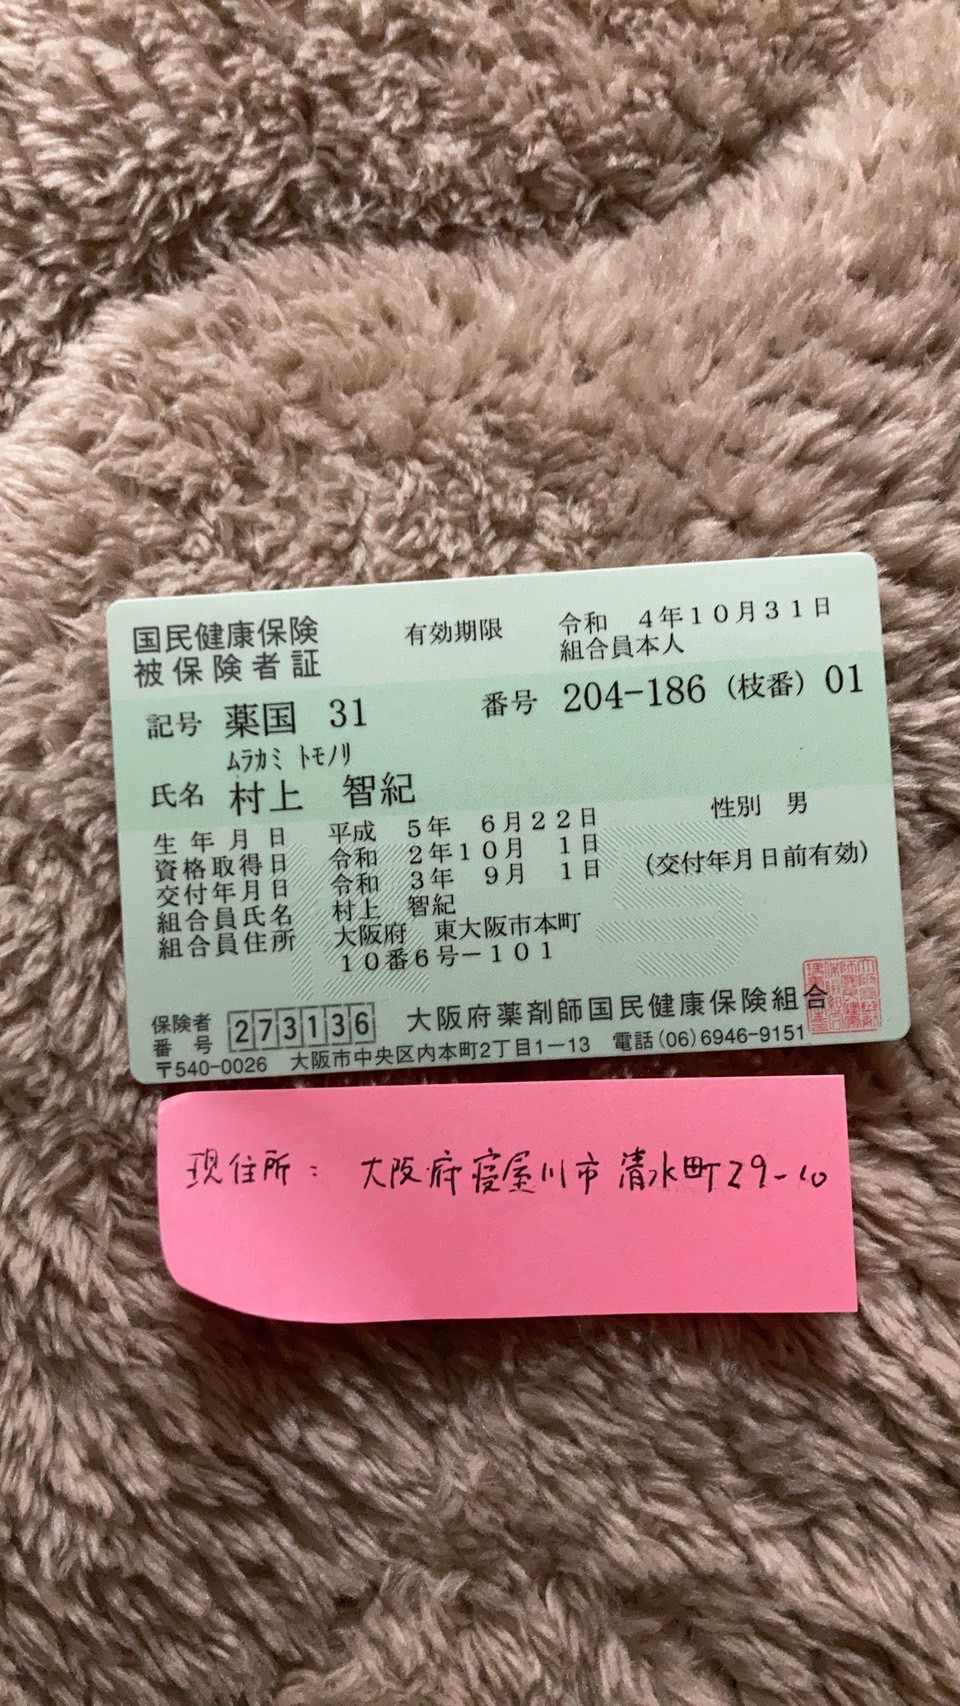 国民健康保険
被保険者証
有効期限 令和 4年10月31日
組合員本人
記号 薬国 31 番号 204-186 (枝番) 01
ムラカミ トモノリ
氏名 村上 智紀
性別 男
生年月日 平成 5年 6月22日
資格取得日 令和 2年10月 1日
交付年月日 令和 3年 9月 1日
(交付年月日前有効)
組合員氏名 村上 智紀
組合員住所 大阪府 東大阪市本町
10番6号-101
保険者番号 273136 大阪府薬剤師国民健康保険組合
〒540-0026 大阪市中央区内本町2丁目1-13 電話(06)6946-9151
現住所: 大阪府寝屋川市清水町29-10